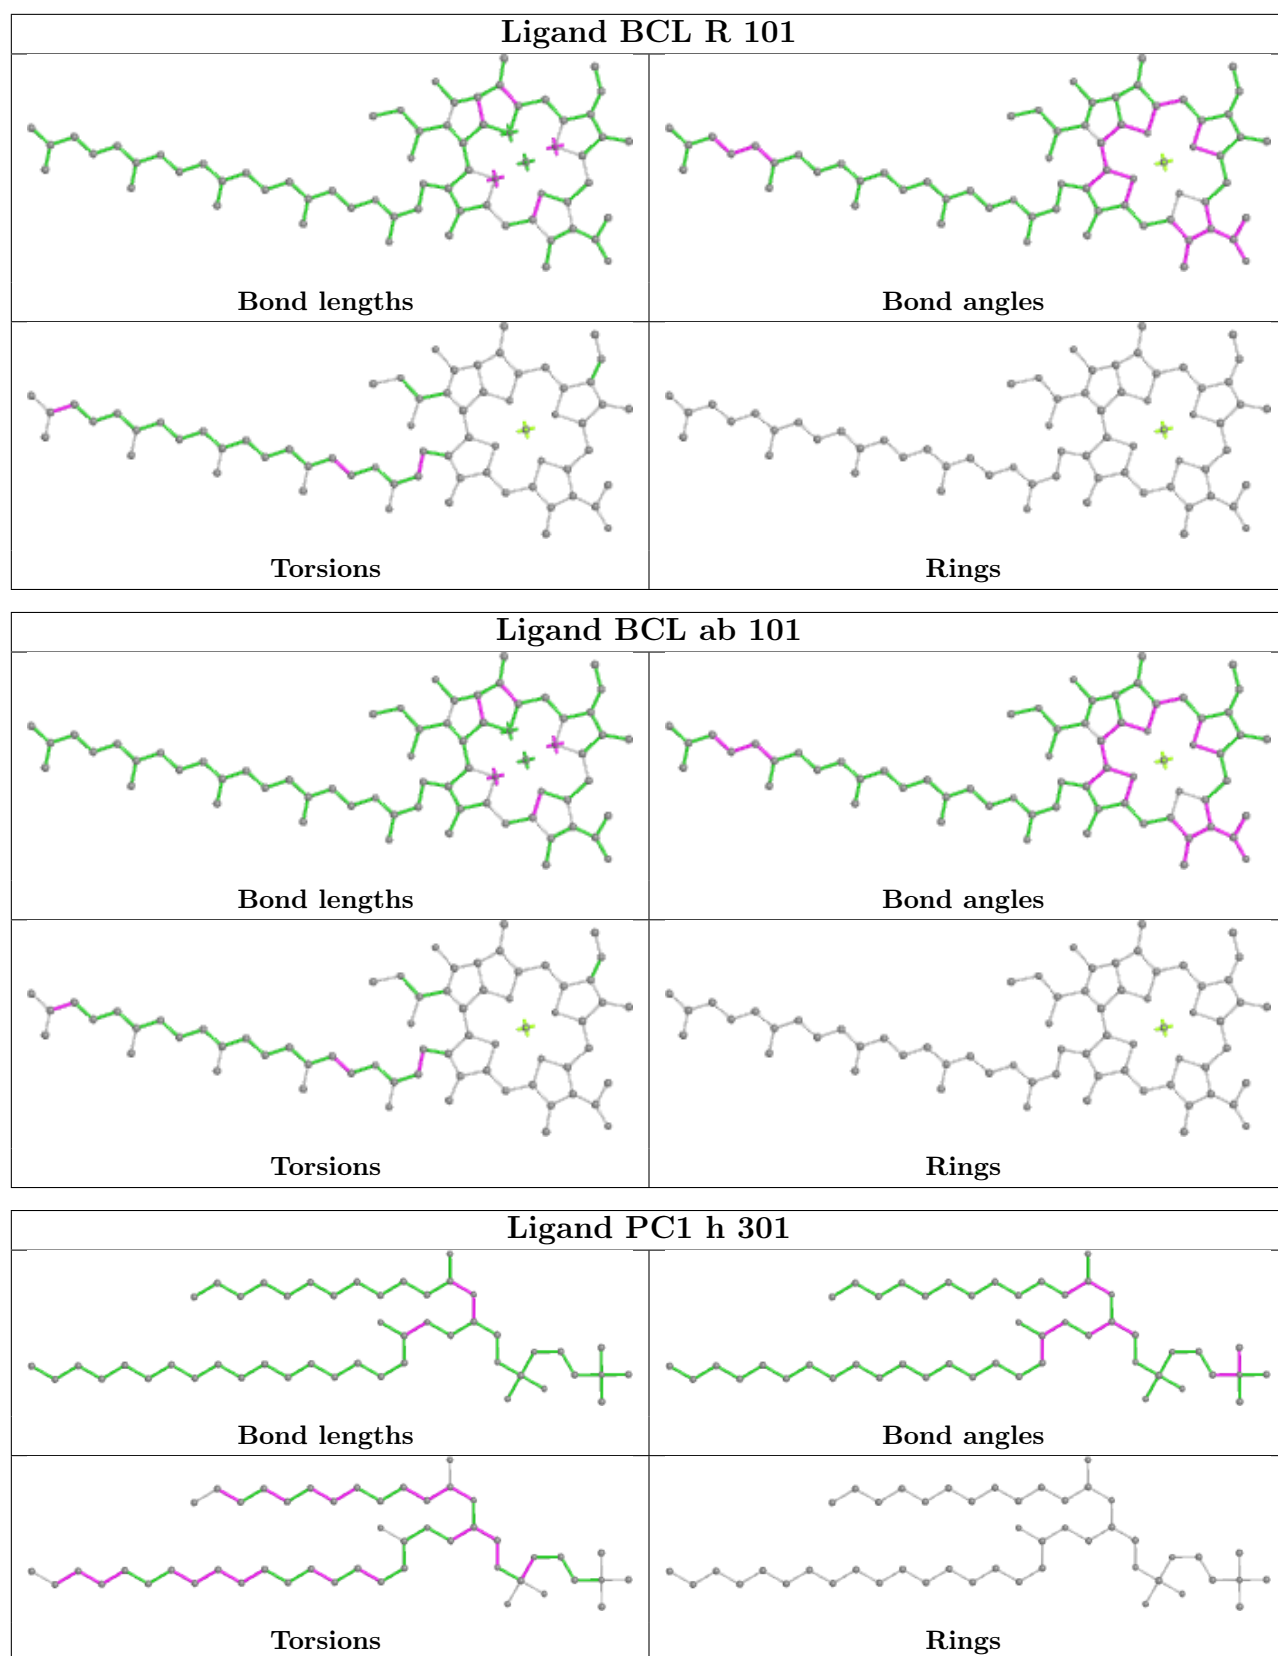 Ligand BCL R 101
Bond lengths
Bond angles
Torsions
Rings
Ligand BCL ab 101
Bond lengths
Bond angles
Torsions
Rings
Ligand PC1 h 301
Bond lengths
Bond angles
Torsions
Rings